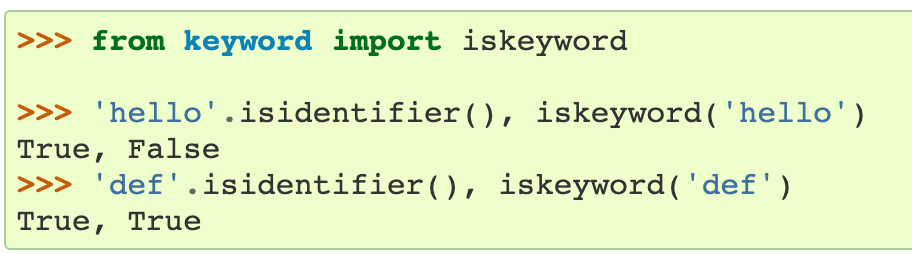 >>> from keyword import iskeyword
>>> 'hello'.isidentifier(), iskeyword('hello')
True, False
>>> 'def'.isidentifier(), iskeyword('def')
True, True